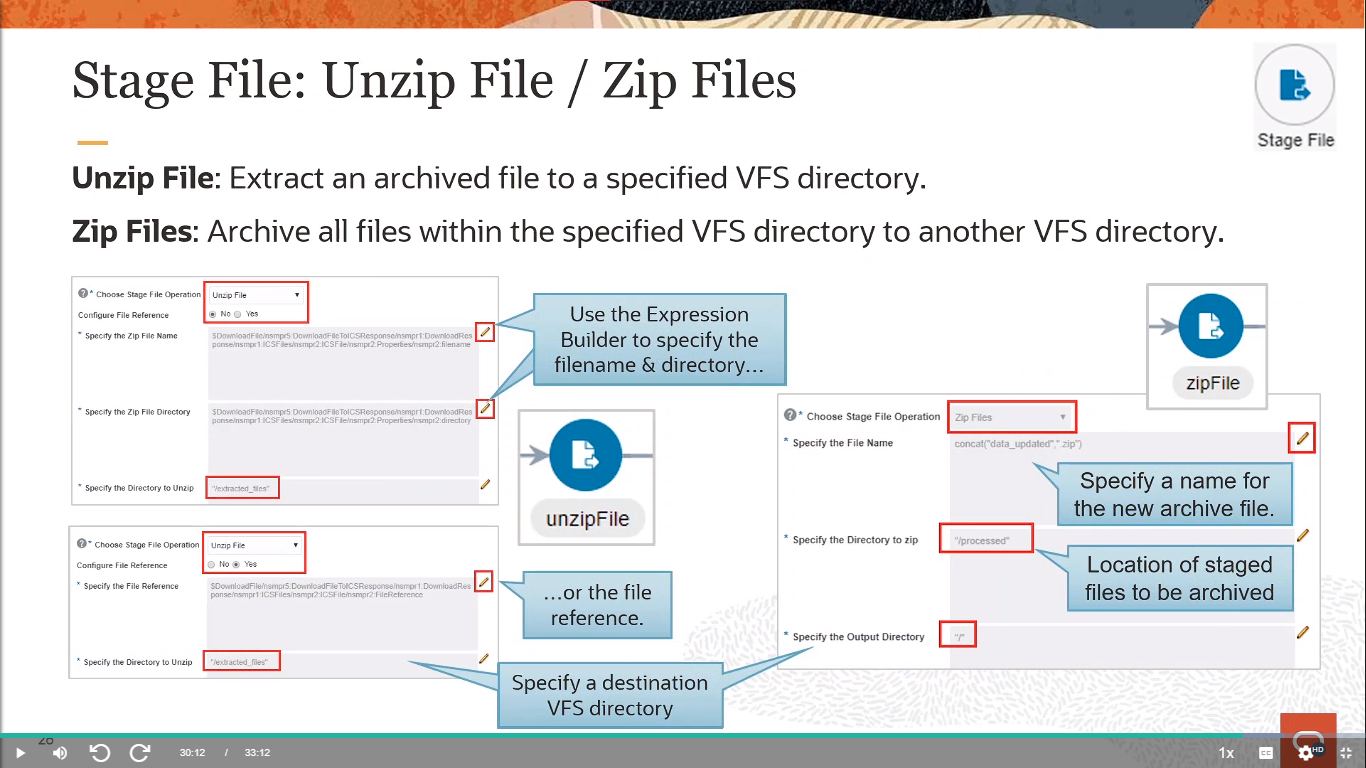 Stage File: Unzip File / Zip Files
Stage File
Unzip File: Extract an archived file to a specified VFS directory.
Zip Files: Archive all files within the specified VFS directory to another VFS directory.
* Choose Stage File Operation
Unzip File
Configure File Reference
No Yes
* Specify the Zip File Name
$DownloadFile/nsmpr5:DownloadFileToICSResponse/nsmpr1:DownloadRes
ponse/nsmpr1:ICSFiles/nsmpr2:ICSFile/nsmpr2:Properties/nsmpr2:filename
* Specify the Zip File Directory
$DownloadFile/nsmpr5:DownloadFileToICSResponse/nsmpr1:DownloadRes
ponse/nsmpr1:ICSFiles/nsmpr2:ICSFile/nsmpr2:Properties/nsmpr2:directory
* Specify the Directory to Unzip
"/extracted_files"
Use the Expression
Builder to specify the
filename & directory…
unzipFile
* Choose Stage File Operation
Unzip File
Configure File Reference
No Yes
* Specify the File Reference
$DownloadFile/nsmpr5:DownloadFileToICSResponse/nsmpr1:DownloadRes
ponse/nsmpr1:ICSFiles/nsmpr2:ICSFile/nsmpr2:FileReference
* Specify the Directory to Unzip
"/extracted_files"
…or the file
reference.
Specify a destination
VFS directory
zipFile
* Choose Stage File Operation
Zip Files
* Specify the File Name
concat("data_updated",".zip")
Specify a name for
the new archive file.
* Specify the Directory to zip
"/processed"
Location of staged
files to be archived
* Specify the Output Directory
"/"
26
30:12 / 33:12
1x
CC
HD